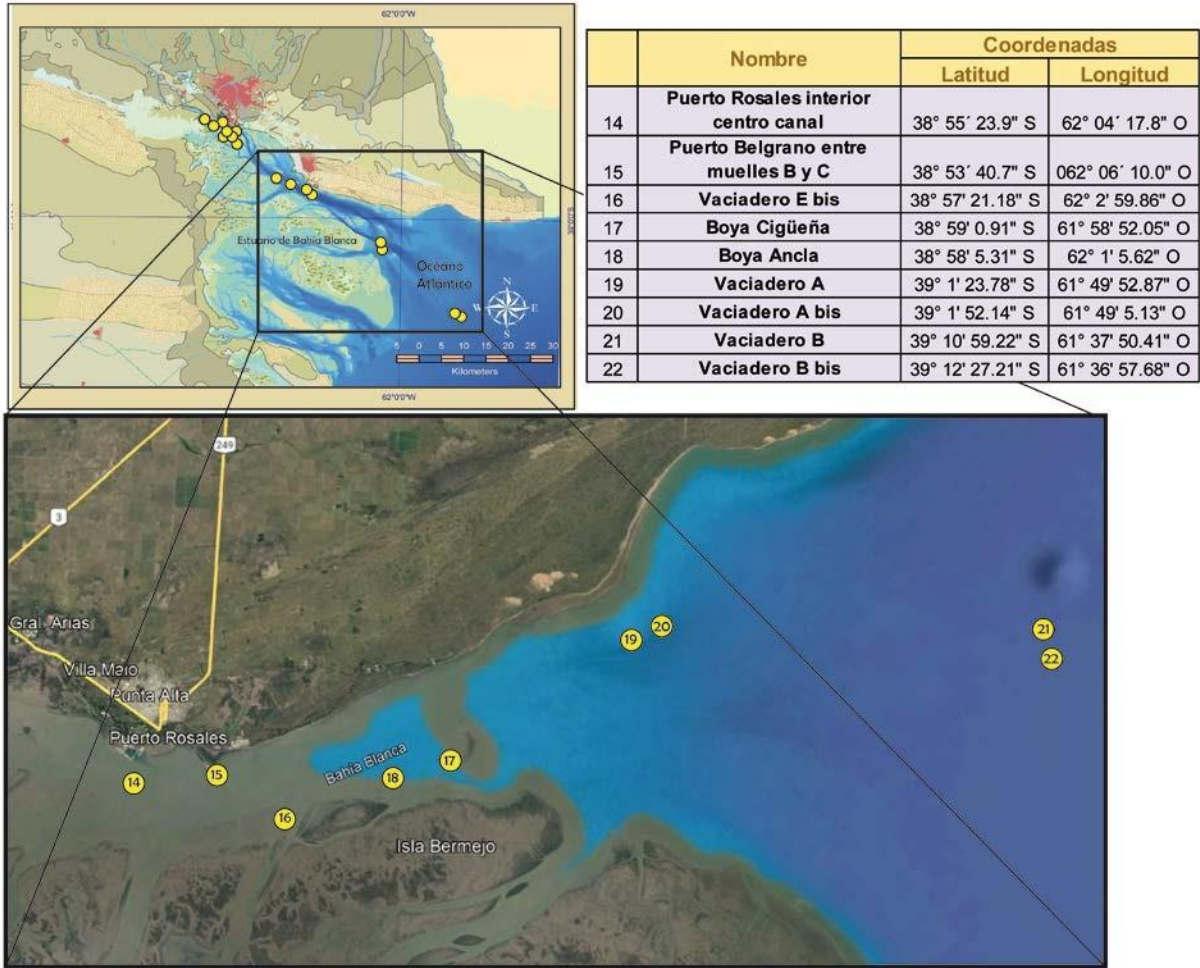 62°0'0"W
Estuario de Bahía Blanca
Océano
Atlántico
N
W
E
S
39°0'0"S
5 0 5 10 15 20 25 30
Kilometers
62°0'0"W
Nombre
Coordenadas
Latitud Longitud
14 Puerto Rosales interior
centro canal 38° 55´ 23.9" S 62° 04´ 17.8" O
15 Puerto Belgrano entre
muelles B y C 38° 53´ 40.7" S 062° 06´ 10.0" O
16 Vaciadero E bis 38° 57' 21.18" S 62° 2' 59.86" O
17 Boya Cigüeña 38° 59' 0.91" S 61° 58' 52.05" O
18 Boya Ancla 38° 58' 5.31" S 62° 1' 5.62" O
19 Vaciadero A 39° 1' 23.78" S 61° 49' 52.87" O
20 Vaciadero A bis 39° 1' 52.14" S 61° 49' 5.13" O
21 Vaciadero B 39° 10' 59.22" S 61° 37' 50.41" O
22 Vaciadero B bis 39° 12' 27.21" S 61° 36' 57.68" O
249
3
Gral. Arias
Villa Maio
Punta Alta
Puerto Rosales
Bahía Blanca
Isla Bermejo
14
15
16
17
18
19
20
21
22